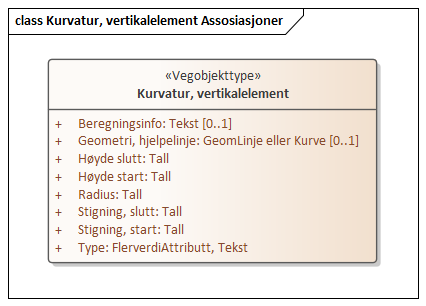 class Kurvatur, vertikalelement Assosiasjoner
«Vegobjekttype»
Kurvatur, vertikalelement
+ Beregningsinfo: Tekst [0..1]
+ Geometri, hjelpelinje: GeomLinje eller Kurve [0..1]
+ Høyde slutt: Tall
+ Høyde start: Tall
+ Radius: Tall
+ Stigning, slutt: Tall
+ Stigning, start: Tall
+ Type: FlerverdiAttributt, Tekst